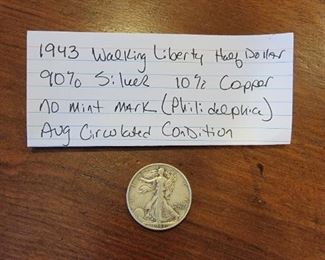 1943 Walking Liberty Half Dollar
90% Silver 10% Copper
no mint mark (Philidelphia)
Avg Circulated Condition